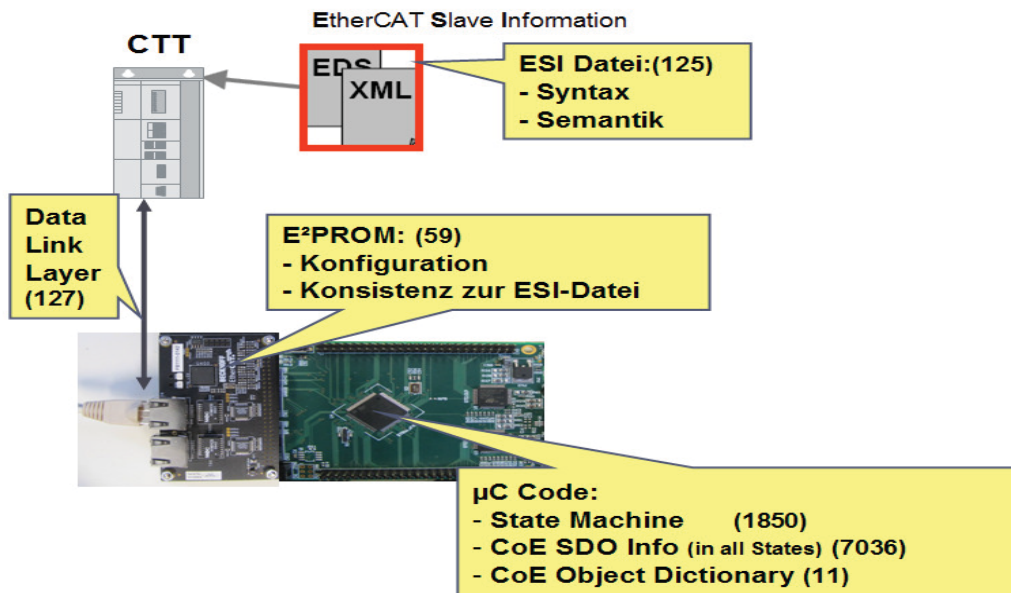 EtherCAT Slave Information
CTT
EDS
XML
ESI Datei:(125)
- Syntax
- Semantik
Data
Link
Layer
(127)
E²PROM: (59)
- Konfiguration
- Konsistenz zur ESI-Datei
µC Code:
- State Machine (1850)
- CoE SDO Info (in all States) (7036)
- CoE Object Dictionary (11)